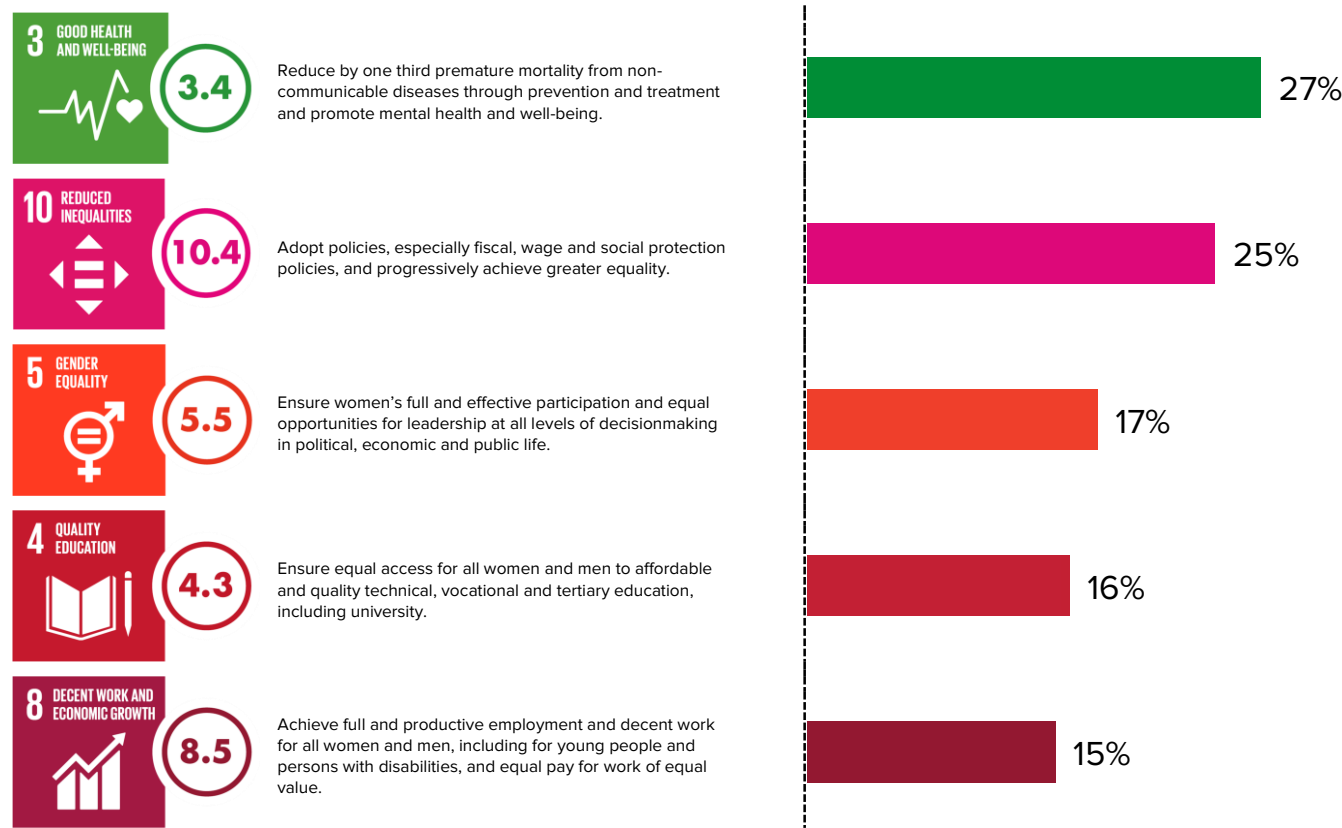 3 GOOD HEALTH
AND WELL-BEING
3.4
Reduce by one third premature mortality from non-
communicable diseases through prevention and treatment
and promote mental health and well-being.
27%
10 REDUCED
INEQUALITIES
10.4
Adopt policies, especially fiscal, wage and social protection
policies, and progressively achieve greater equality.
25%
5 GENDER
EQUALITY
5.5
Ensure women’s full and effective participation and equal
opportunities for leadership at all levels of decisionmaking
in political, economic and public life.
17%
4 QUALITY
EDUCATION
4.3
Ensure equal access for all women and men to affordable
and quality technical, vocational and tertiary education,
including university.
16%
8 DECENT WORK AND
ECONOMIC GROWTH
8.5
Achieve full and productive employment and decent work
for all women and men, including for young people and
persons with disabilities, and equal pay for work of equal
value.
15%